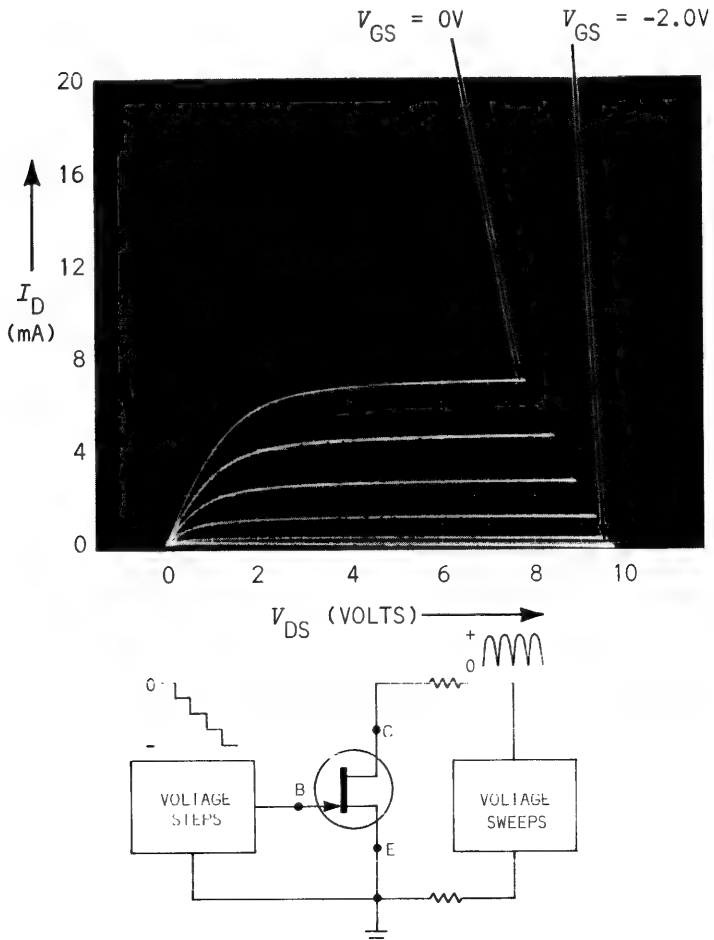 V_GS = 0V V_GS = -2.0V
20
16
12
8
4
0
I_D
(mA)
0 2 4 6 8 10
V_DS (VOLTS)
+
0
0
-
C
B
E
VOLTAGE
STEPS
VOLTAGE
SWEEPS